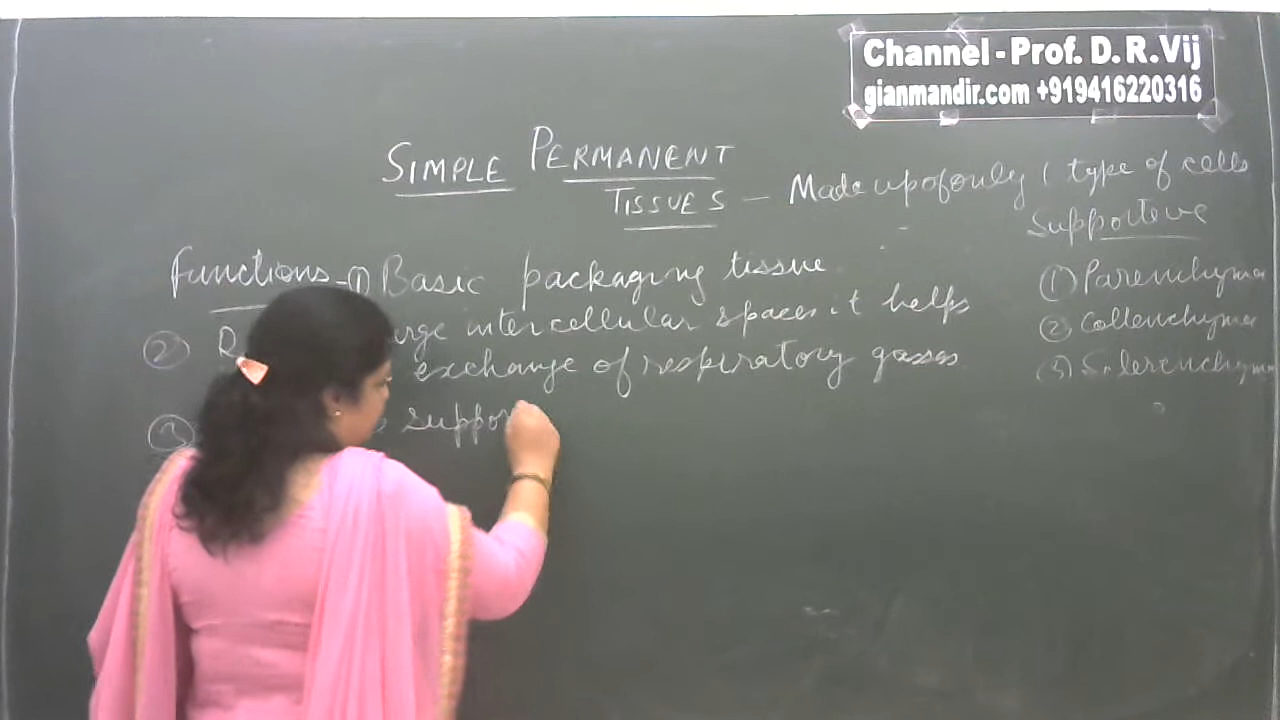 Channel - Prof. D. R. Vij
gianmandir.com +919416220316
SIMPLE PERMANENT
TISSUES — Made up of only 1 type of cells
Supportive
Functions - (1) Basic packaging tissue
(2) intercellular spaces it helps
exchange of respiratory gasses
(3) suppor
(1) Parenchyma
(2) Collenchyma
(3) Sclerenchyma